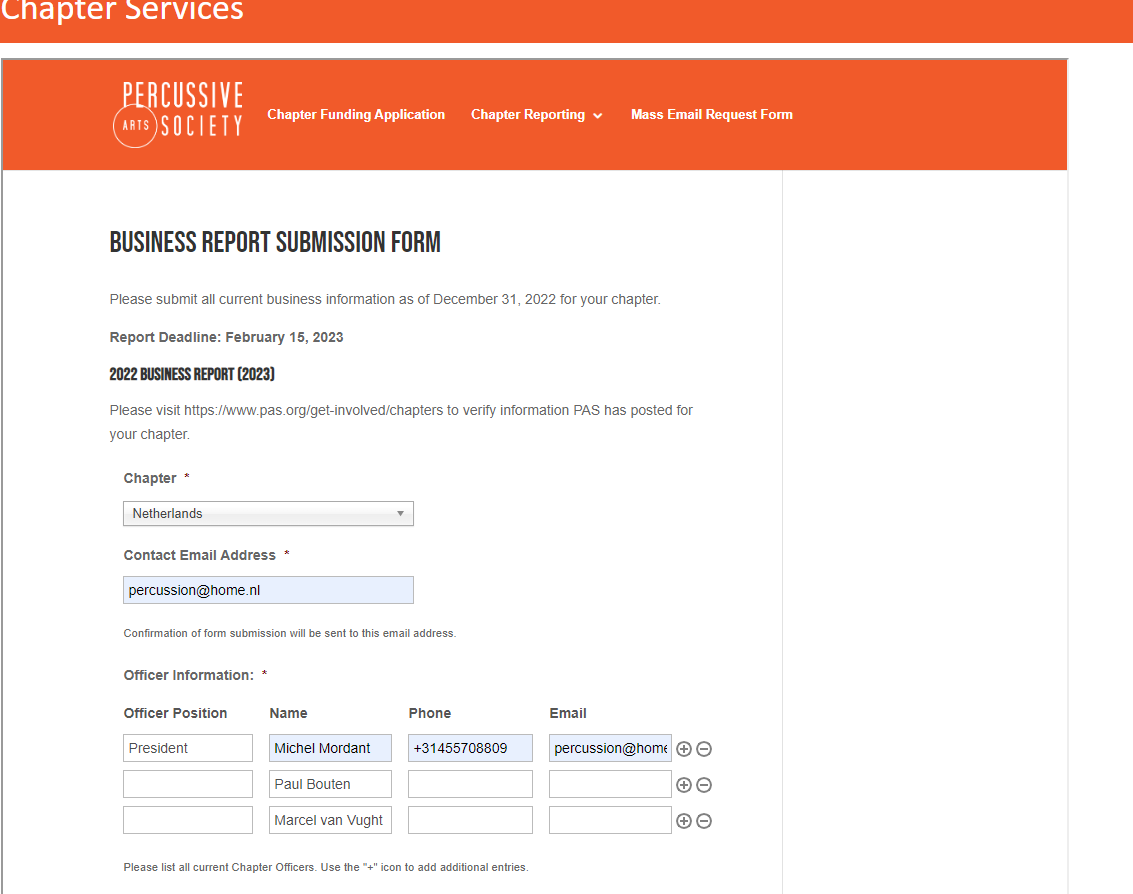 Chapter Services
PERCUSSIVE
ARTS SOCIETY
Chapter Funding Application Chapter Reporting Mass Email Request Form
BUSINESS REPORT SUBMISSION FORM
Please submit all current business information as of December 31, 2022 for your chapter.
Report Deadline: February 15, 2023
2022 BUSINESS REPORT (2023)
Please visit https://www.pas.org/get-involved/chapters to verify information PAS has posted for
your chapter.
Chapter *
Netherlands
Contact Email Address *
percussion@home.nl
Confirmation of form submission will be sent to this email address.
Officer Information: *
Officer Position Name Phone Email
President Michel Mordant +31455708809 percussion@home
Paul Bouten
Marcel van Vught
Please list all current Chapter Officers. Use the "+" icon to add additional entries.